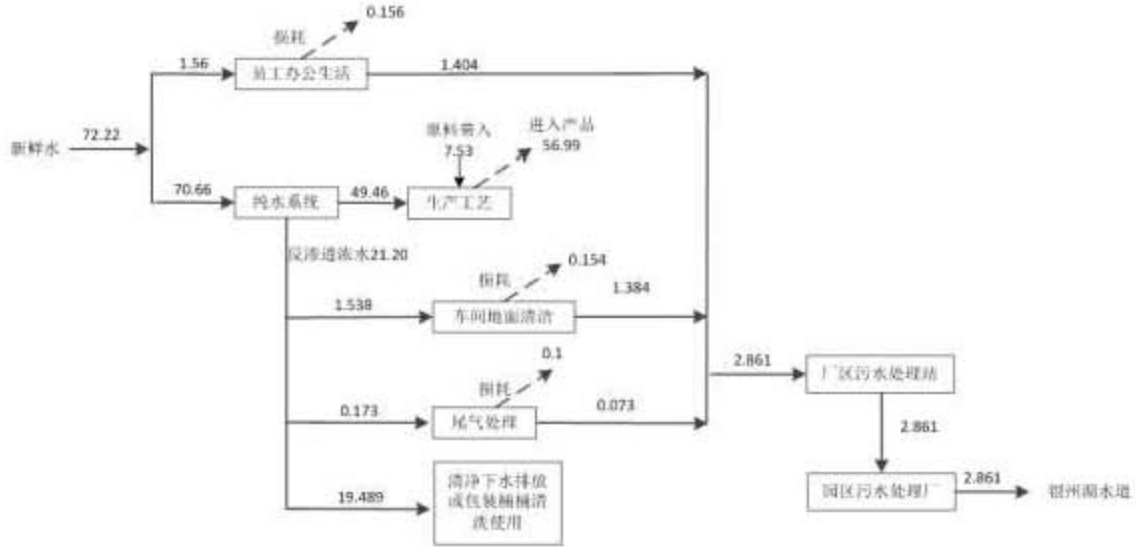 0.156
损耗
1.56
员工办公生活
1.404
新鲜水
72.22
原料带入
7.53
进入产品
56.99
70.66
纯水系统
49.46
生产工艺
反渗透浓水21.20
损耗
0.154
1.538
车间地面清洁
1.384
损耗
0.1
0.173
尾气处理
0.073
2.861
厂区污水处理站
2.861
19.489
清净下水排放
或包装桶桶清
洗使用
园区污水处理厂
2.861
银州湖水道